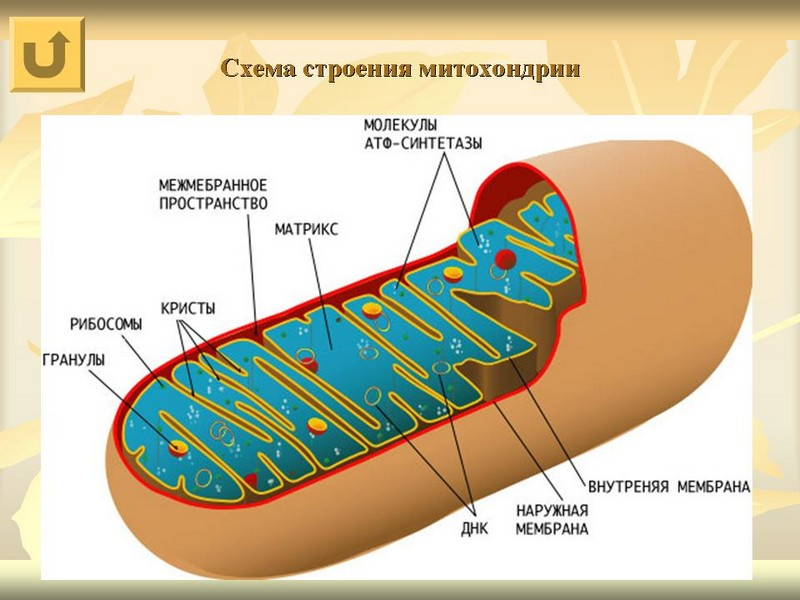 Схема строения митохондрии
МОЛЕКУЛЫ
АТФ-СИНТЕТАЗЫ
МЕЖМЕБРАННОЕ
ПРОСТРАНСТВО
МАТРИКС
КРИСТЫ
РИБОСОМЫ
ГРАНУЛЫ
ВНУТРЕНЯЯ МЕМБРАНА
НАРУЖНАЯ
МЕМБРАНА
ДНК